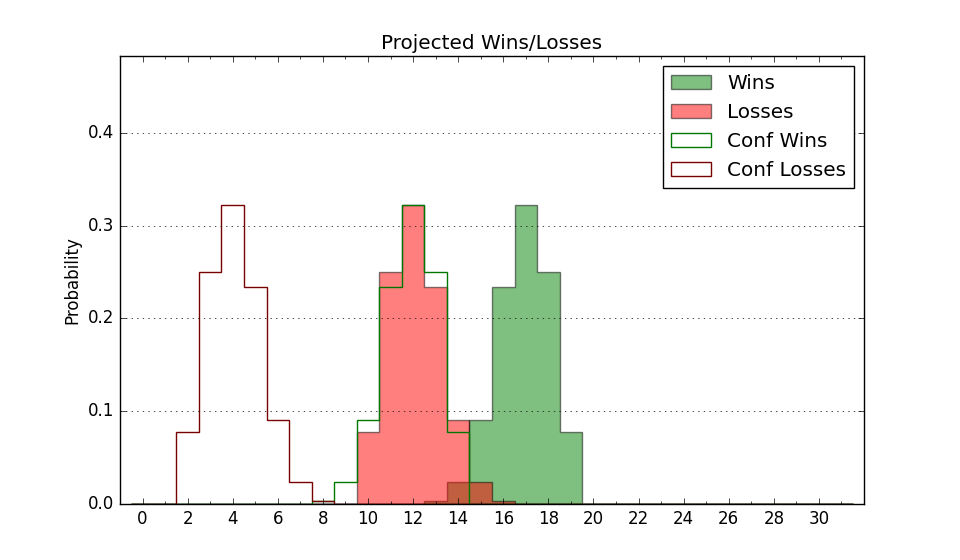 Projected Wins/Losses
Wins
Losses
Conf Wins
Conf Losses
Probability
0.4
0.3
0.2
0.1
0.0
0 2 4 6 8 10 12 14 16 18 20 22 24 26 28 30